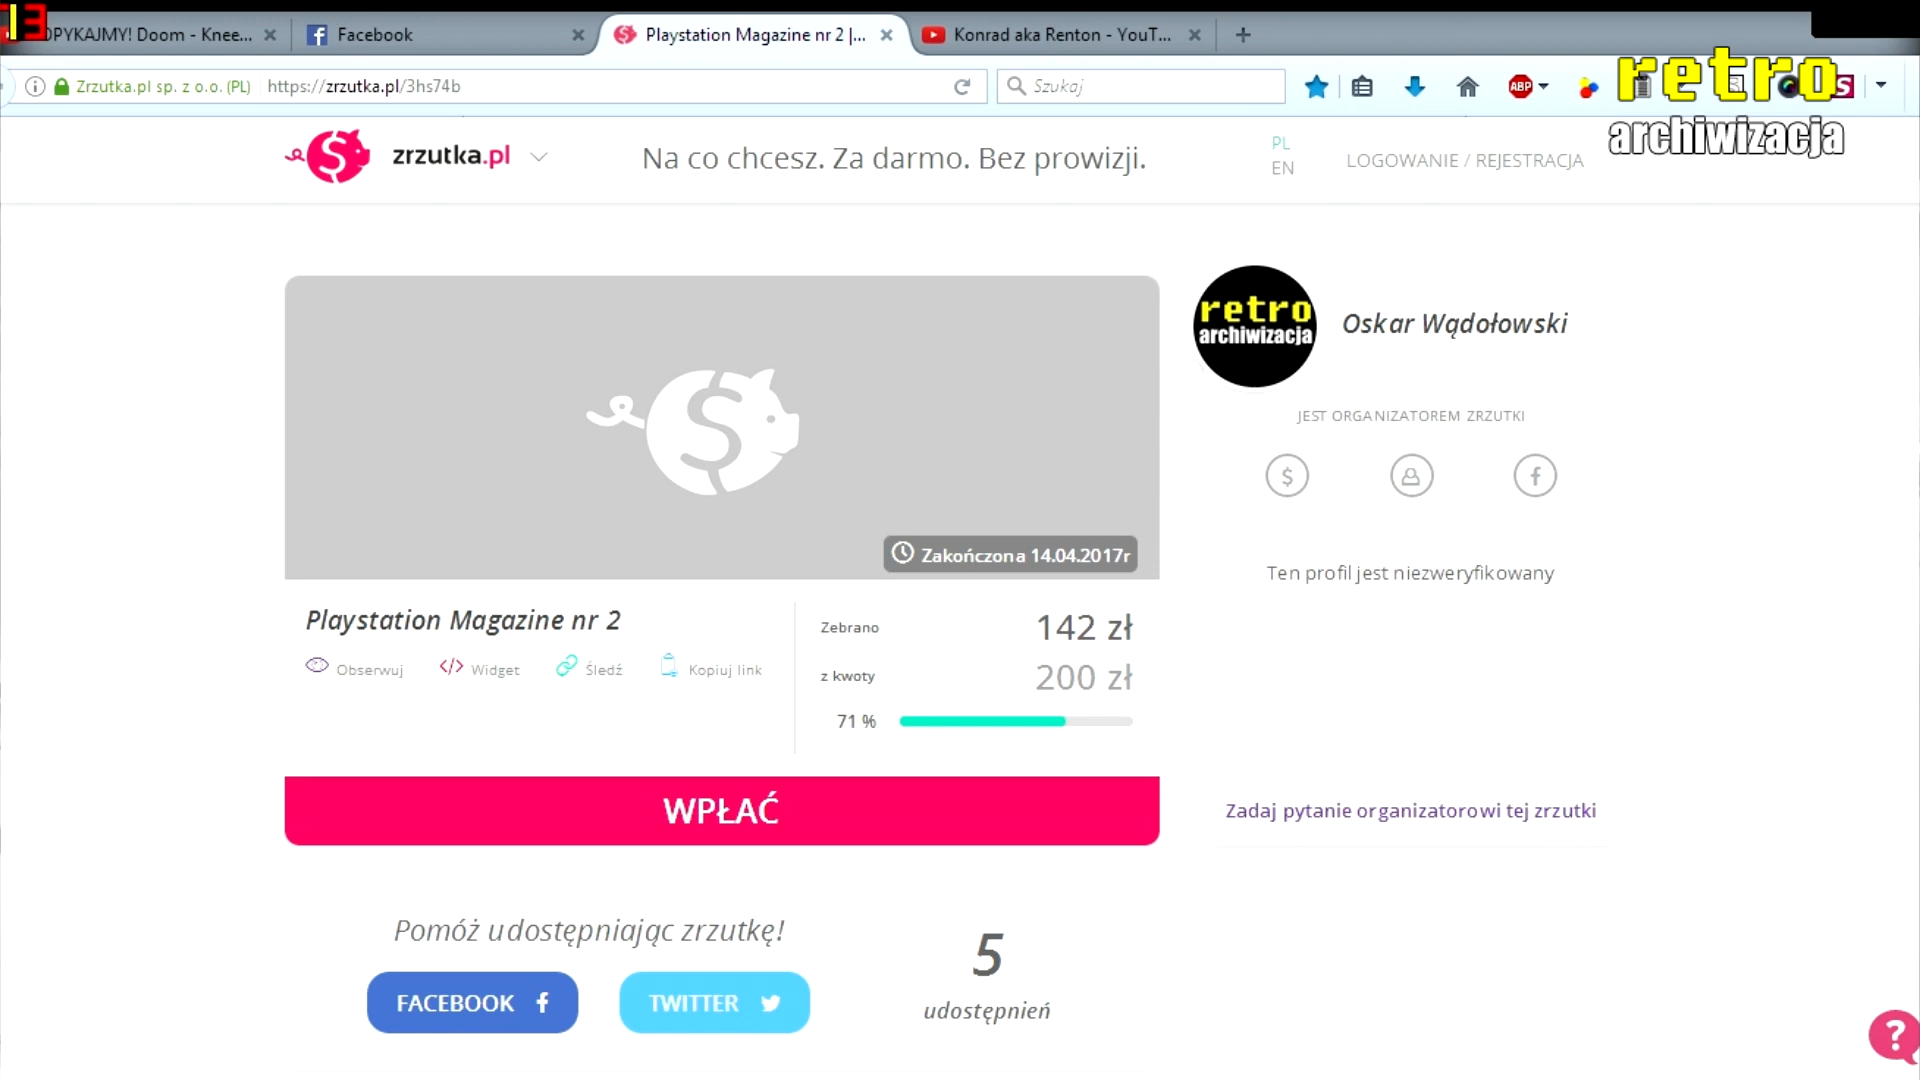 13
OPYKAJMY! Doom - Knee...
Facebook
Playstation Magazine nr 2 |...
Konrad aka Renton - YouT...
Zrzutka.pl sp. z o.o. (PL)
https://zrzutka.pl/3hs74b
Szukaj
ABP
S
retro
archiwizacja
zrzutka.pl
Na co chcesz. Za darmo. Bez prowizji.
PL
EN
LOGOWANIE / REJESTRACJA
retro
archiwizacja
Oskar Wądołowski
JEST ORGANIZATOREM ZRZUTKI
Zakończona 14.04.2017r
Ten profil jest niezweryfikowany
Playstation Magazine nr 2
Obserwuj
Widget
Śledź
Kopiuj link
Zebrano
142 zł
z kwoty
200 zł
71 %
WPŁAĆ
Zadaj pytanie organizatorowi tej zrzutki
Pomóż udostępniając zrzutkę!
FACEBOOK
TWITTER
5
udostępnień
?